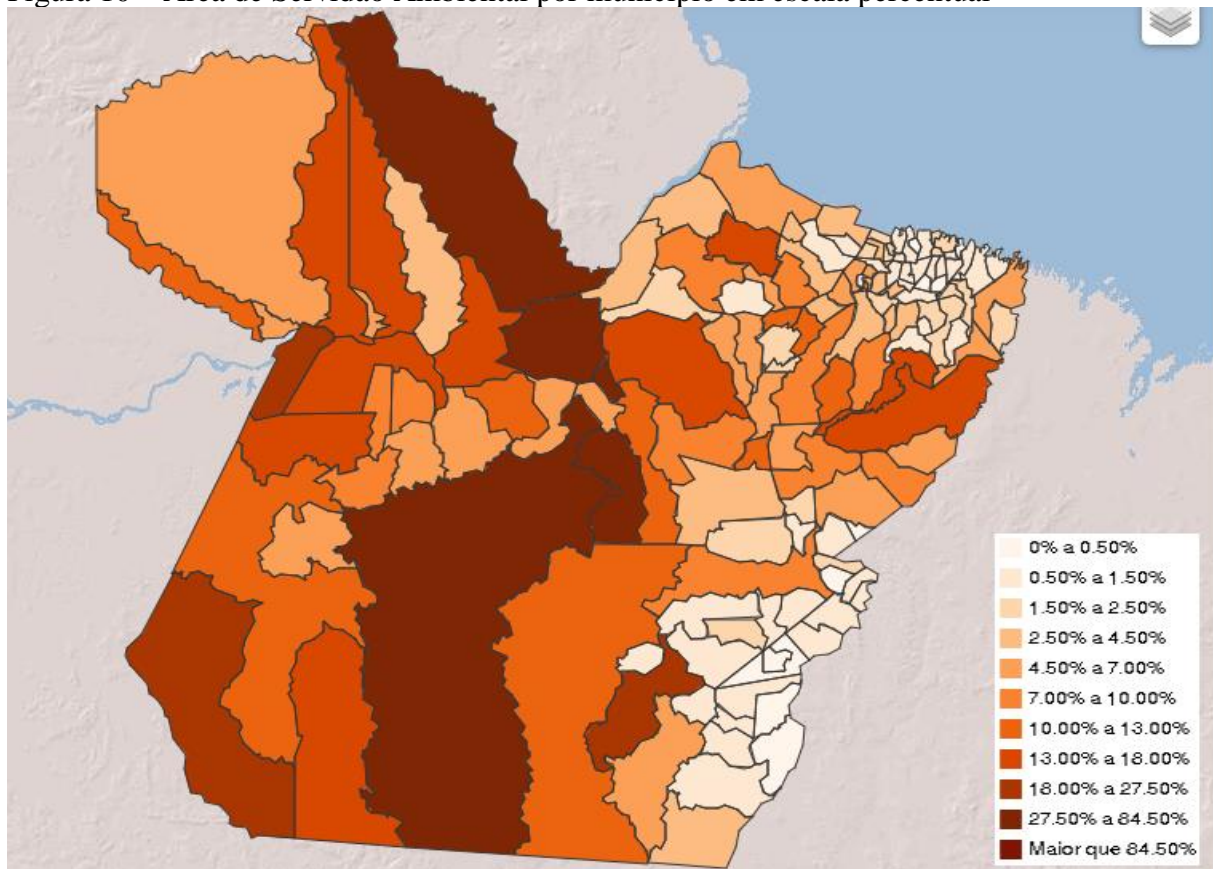 Figura 10 – Área de Servidão Ambiental por município em escala percentual
0% a 0.50%
0.50% a 1.50%
1.50% a 2.50%
2.50% a 4.50%
4.50% a 7.00%
7.00% a 10.00%
10.00% a 13.00%
13.00% a 18.00%
18.00% a 27.50%
27.50% a 84.50%
Maior que 84.50%